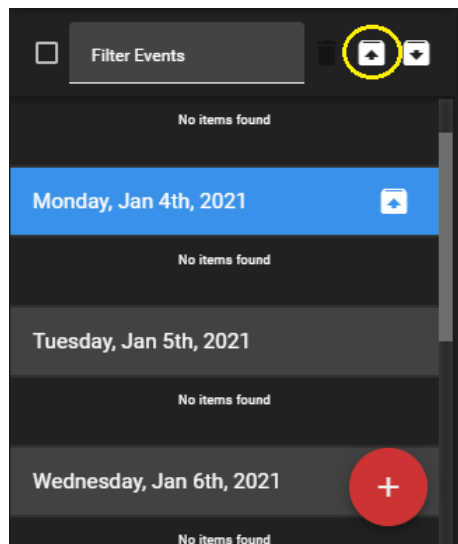 Filter Events
No items found
Monday, Jan 4th, 2021
No items found
Tuesday, Jan 5th, 2021
No items found
Wednesday, Jan 6th, 2021
+
No items found